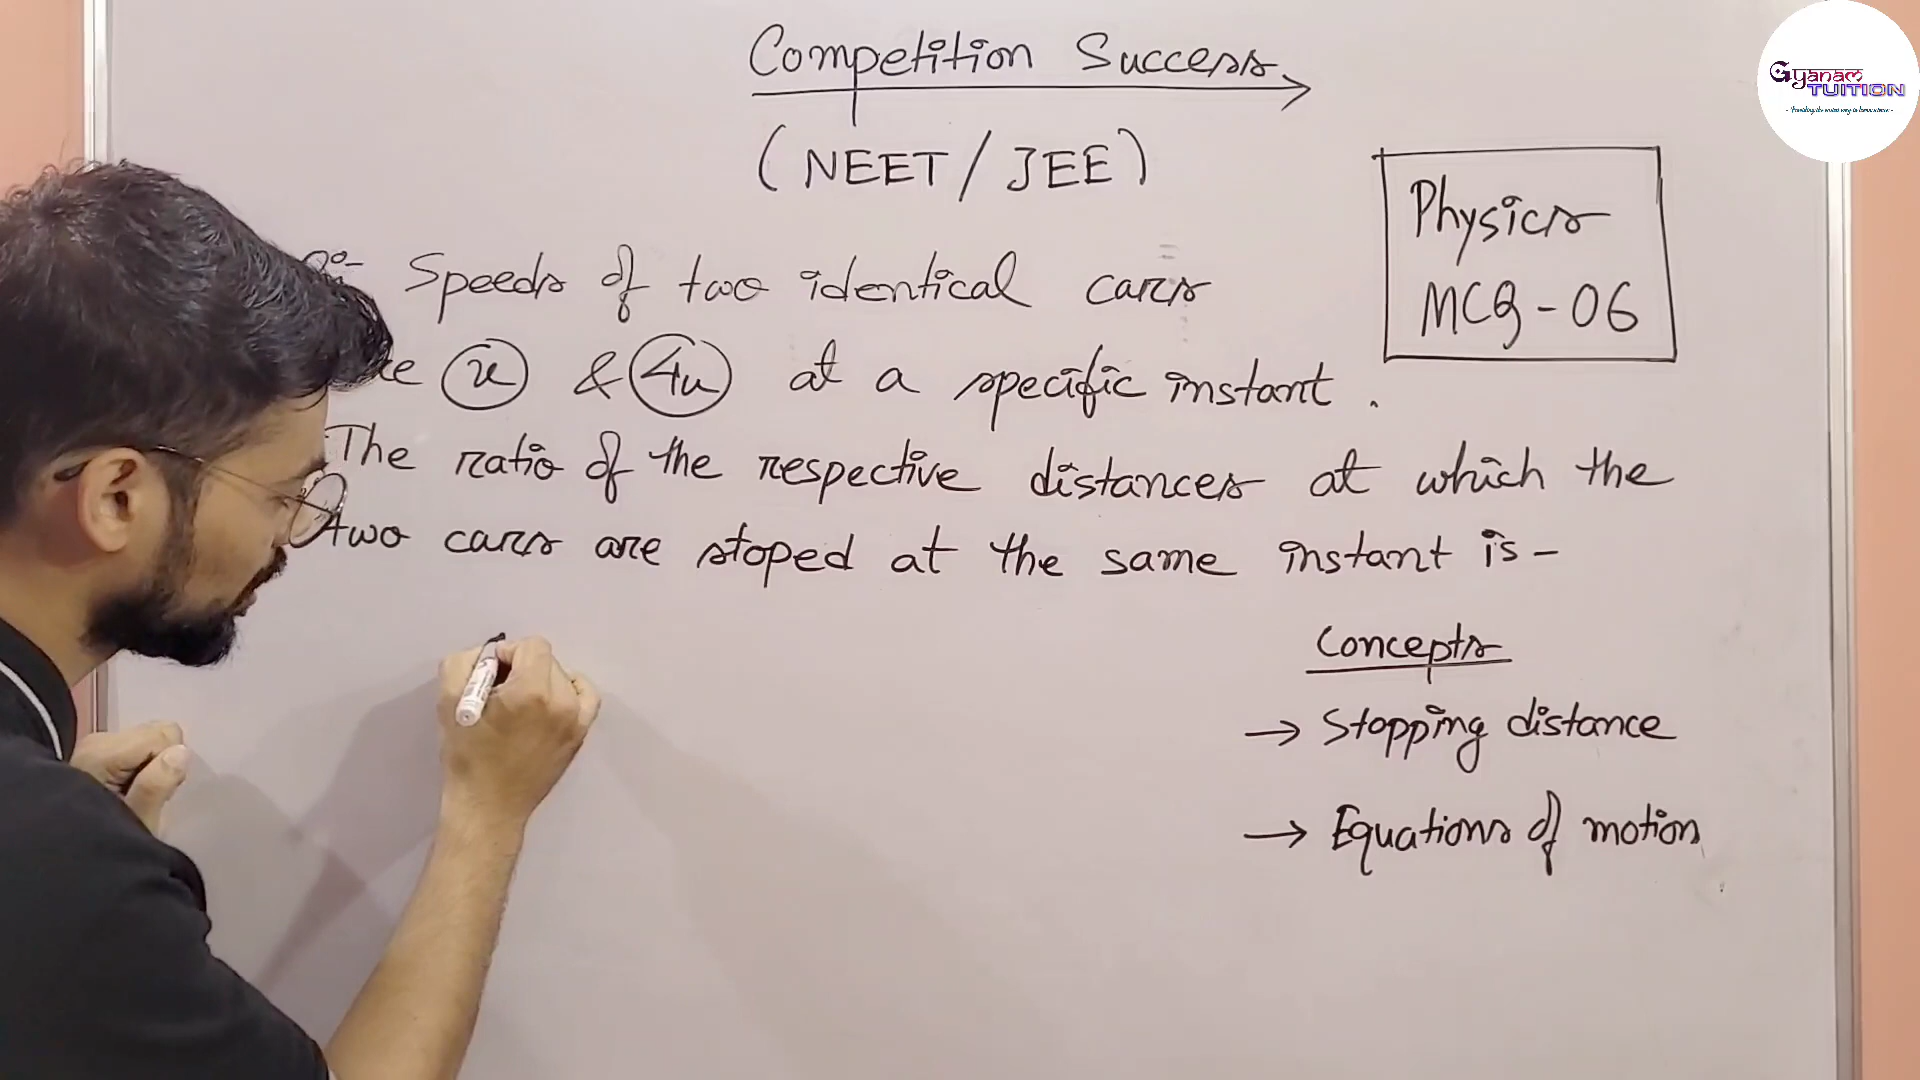 Competition Success
(NEET / JEE)
Gyanam
TUITION
Physics
MCQ - 06
Speeds of two identical cars
u & 4u at a specific instant .
The ratio of the respective distances at which the
two cars are stoped at the same instant is -
Concepts
→ Stopping distance
→ Equations of motion